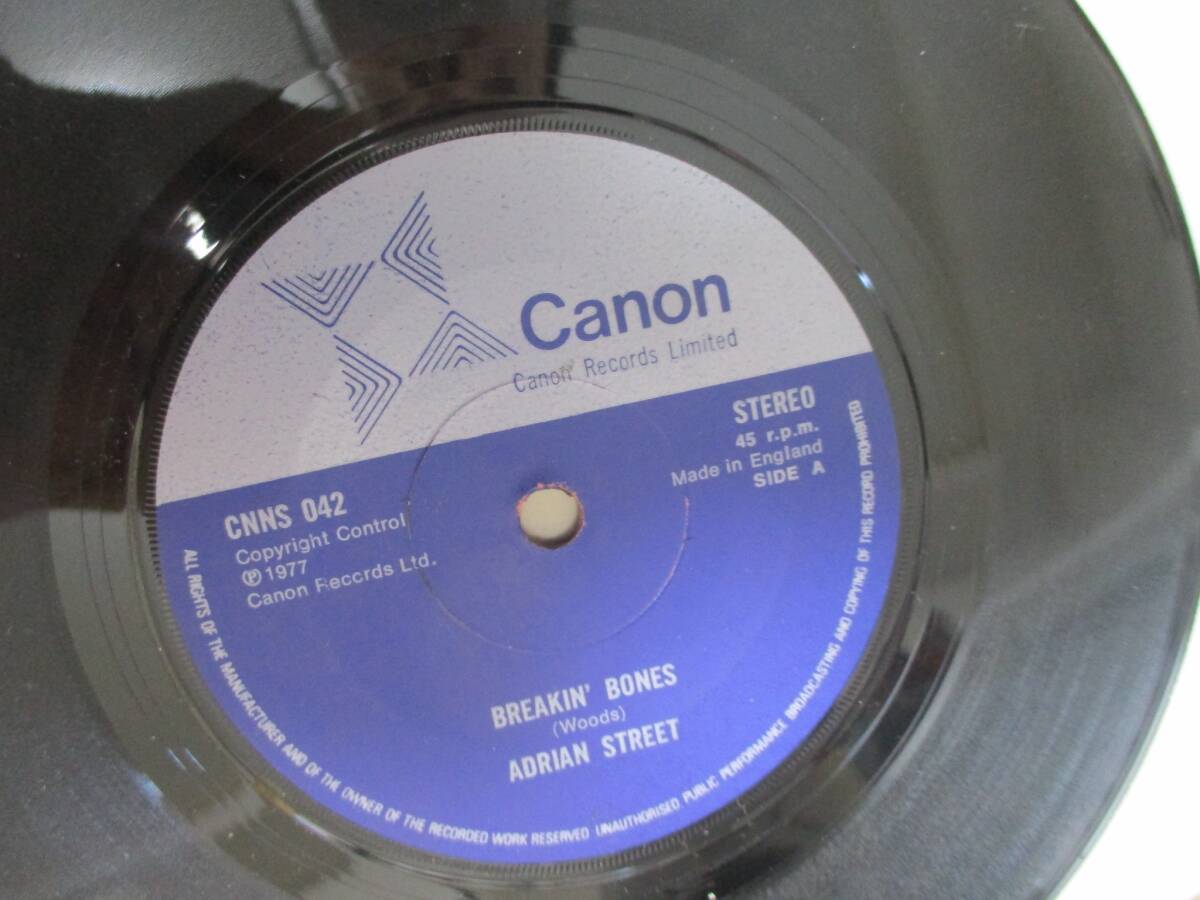 Canon
Canon Records Limited
STEREO
45 r.p.m.
Made in England
SIDE A
CNNS 042
Copyright Control
℗ 1977
Canon Records Ltd.
BREAKIN' BONES
(Woods)
ADRIAN STREET
ALL RIGHTS OF THE MANUFACTURER AND OF THE OWNER OF THE RECORDED WORK RESERVED UNAUTHORISED PUBLIC PERFORMANCE BROADCASTING AND COPYING OF THIS RECORD PROHIBITED